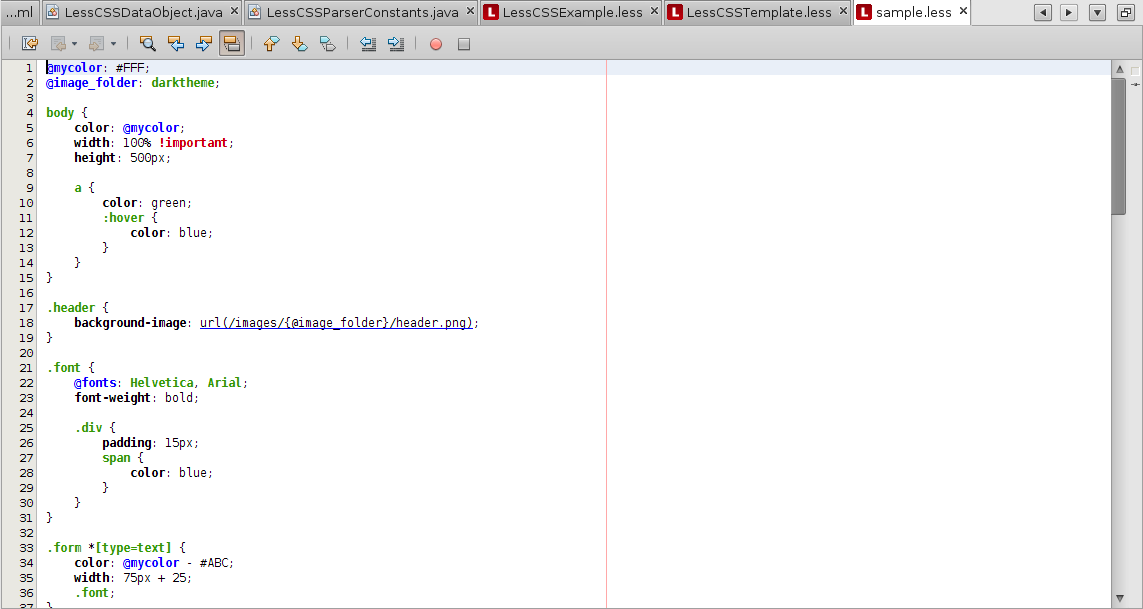 ...ml LessCSSDataObject.java LessCSSParserConstants.java LessCSSExample.less LessCSSTemplate.less sample.less
1 @mycolor: #FFF;
2 @image_folder: darktheme;
3
4 body {
5     color: @mycolor;
6     width: 100% !important;
7     height: 500px;
8
9     a {
10         color: green;
11         :hover {
12             color: blue;
13         }
14     }
15 }
16
17 .header {
18     background-image: url(/images/{@image_folder}/header.png);
19 }
20
21 .font {
22     @fonts: Helvetica, Arial;
23     font-weight: bold;
24
25     .div {
26         padding: 15px;
27         span {
28             color: blue;
29         }
30     }
31 }
32
33 .form *[type=text] {
34     color: @mycolor - #ABC;
35     width: 75px + 25;
36     .font;
37 }